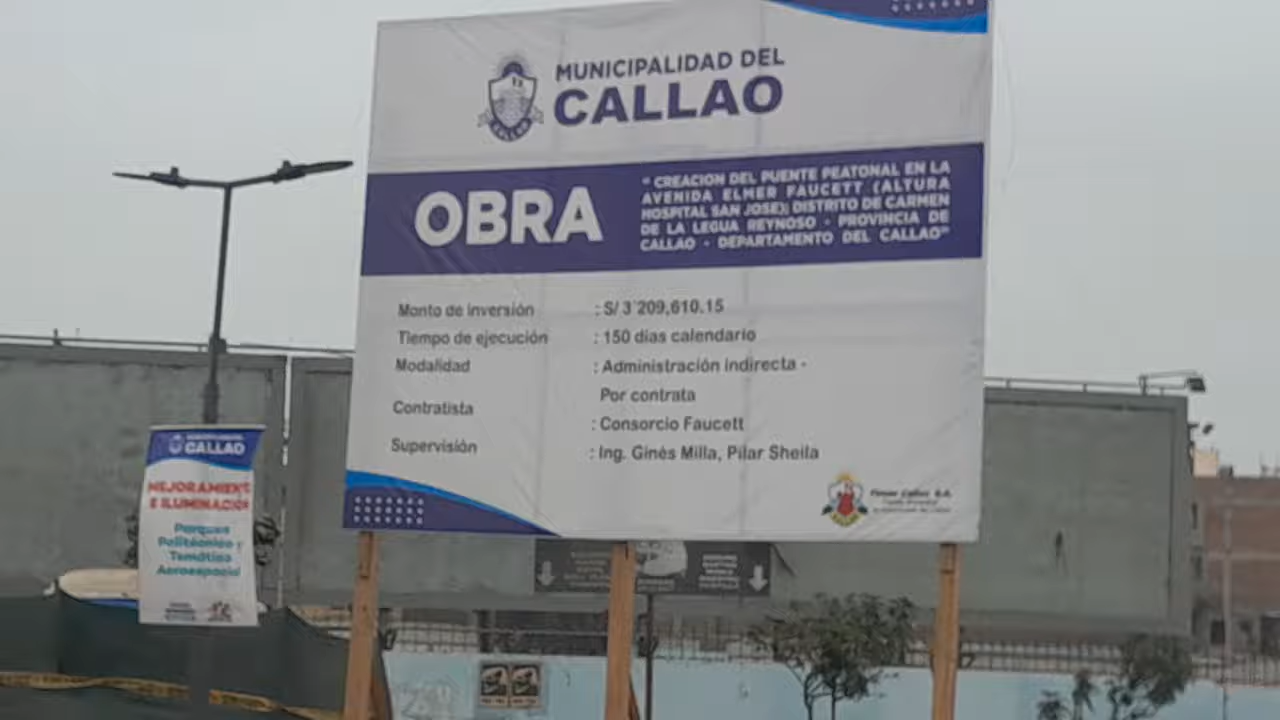 MUNICIPALIDAD DEL
CALLAO
OBRA
" CREACION DEL PUENTE PEATONAL EN LA
AVENIDA ELMER FAUCETT (ALTURA
HOSPITAL SAN JOSE); DISTRITO DE CARMEN
DE LA LEGUA REYNOSO - PROVINCIA DE
CALLAO - DEPARTAMENTO DEL CALLAO"
Monto de inversión : S/ 3´209,610.15
Tiempo de ejecución : 150 días calendario
Modalidad : Administración indirecta -
Por contrata
Contratista : Consorcio Faucett
Supervisión : Ing. Ginés Milla, Pilar Sheila
Callao S.A.
CALLAO
MEJORAMIENTO
E ILUMINACIÓN
Parques
Politécnico y
Temático
Aeroespacial